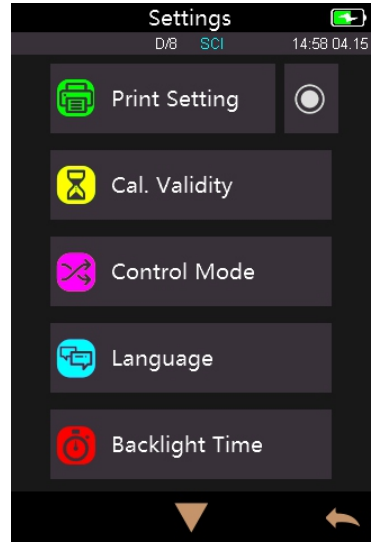 Settings
D/8 SCI 14:58 04.15
Print Setting
Cal. Validity
Control Mode
Language
Backlight Time